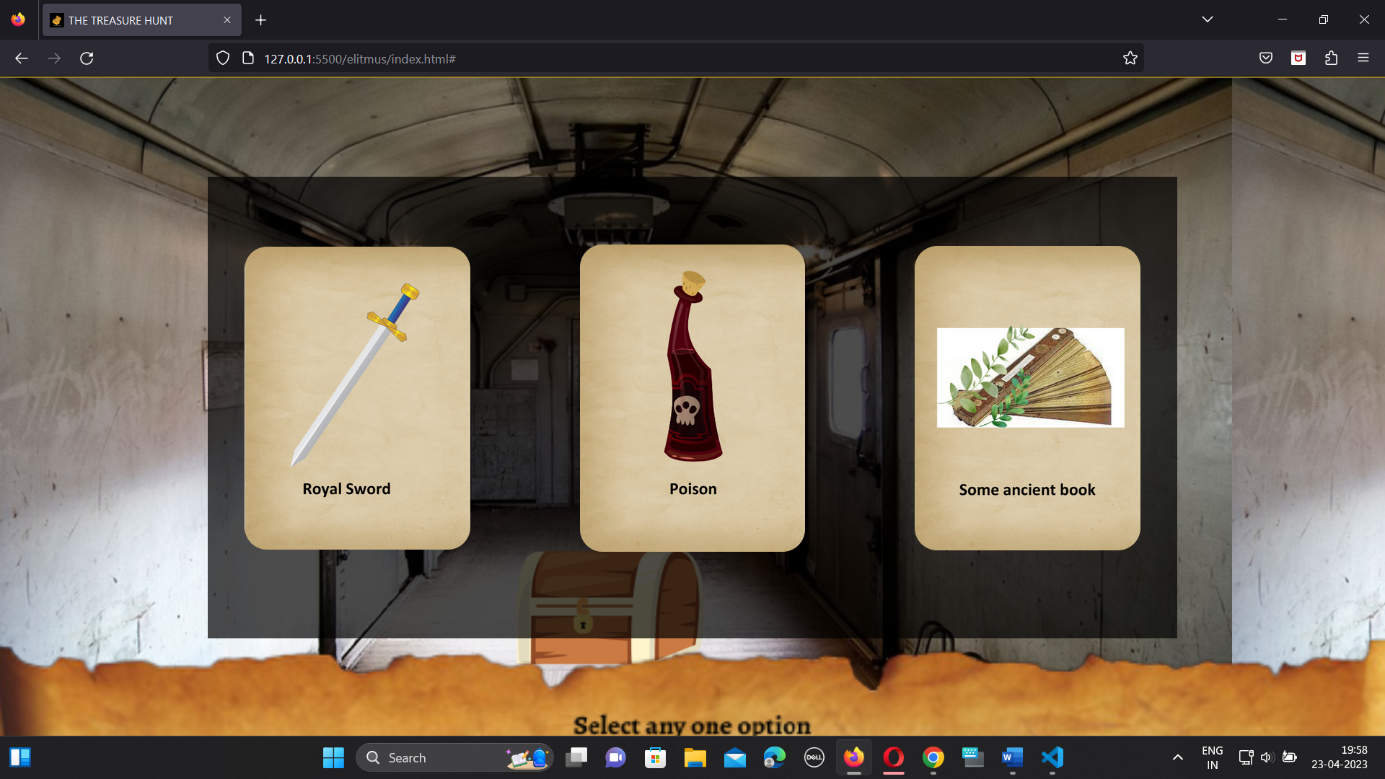 THE TREASURE HUNT
127.0.0.1:5500/elitmus/index.html#
Royal Sword
Poison
Some ancient book
Select any one option
Search
DELL
ENG
IN
19:58
23-04-2023